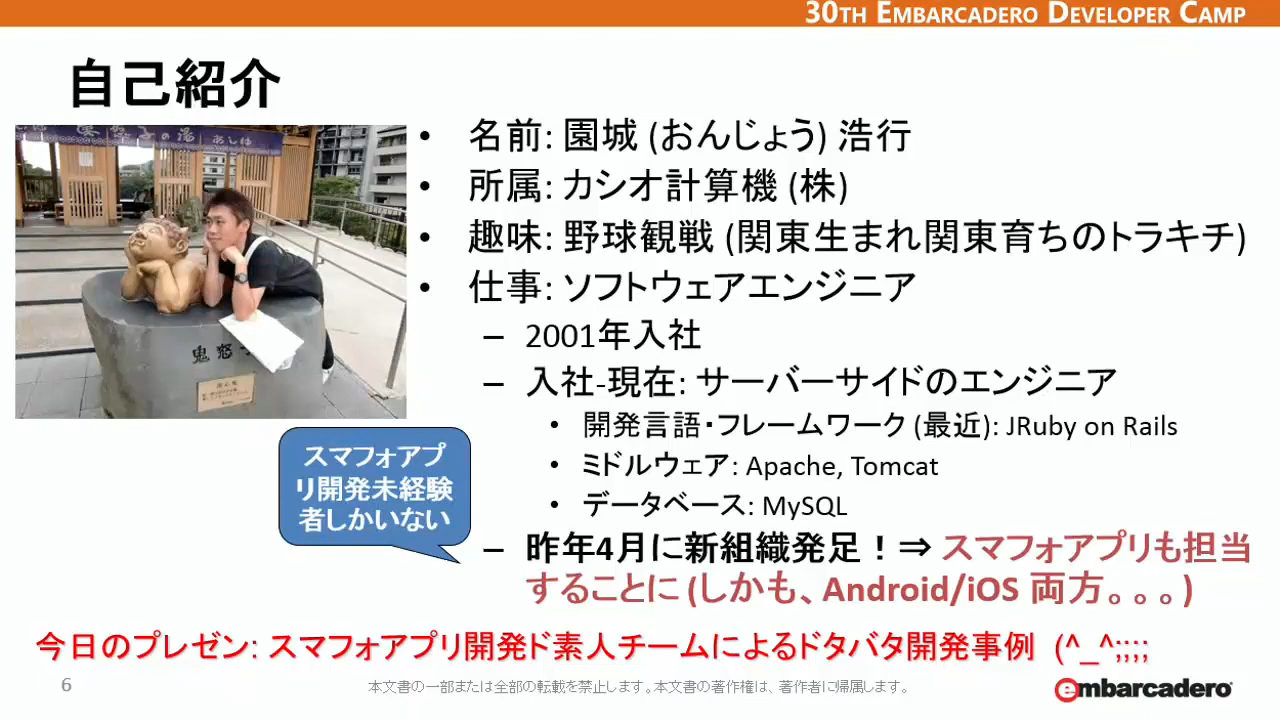 30TH EMBARCADERO DEVELOPER CAMP
自己紹介
あしゆ
鬼怒
• 名前: 園城 (おんじょう) 浩行
• 所属: カシオ計算機 (株)
• 趣味: 野球観戦 (関東生まれ関東育ちのトラキチ)
• 仕事: ソフトウェアエンジニア
– 2001年入社
– 入社-現在: サーバーサイドのエンジニア
• 開発言語・フレームワーク (最近): JRuby on Rails
• ミドルウェア: Apache, Tomcat
• データベース: MySQL
スマフォアプ
リ開発未経験
者しかいない
– 昨年4月に新組織発足！⇒ スマフォアプリも担当
することに (しかも、Android/iOS 両方。。。)
今日のプレゼン: スマフォアプリ開発ド素人チームによるドタバタ開発事例 (^_^;;;;
6
本文書の一部または全部の転載を禁止します。本文書の著作権は、著作者に帰属します。
embarcadero